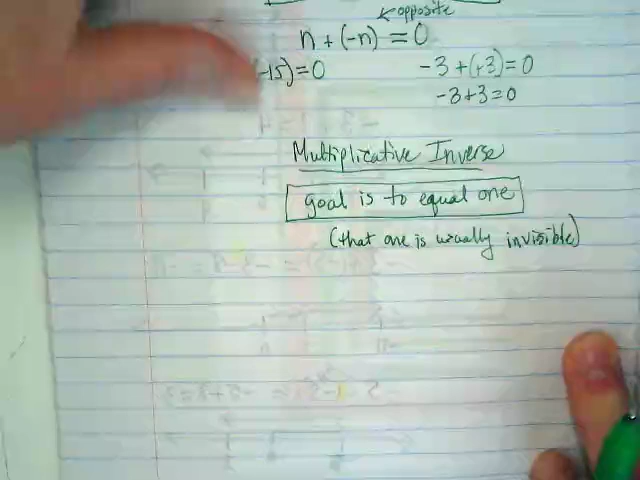 opposite
n + (-n) = 0
-15) = 0 -3 + (+3) = 0
-3 + 3 = 0
Multiplicative Inverse
goal is to equal one
(that one is usually invisible)